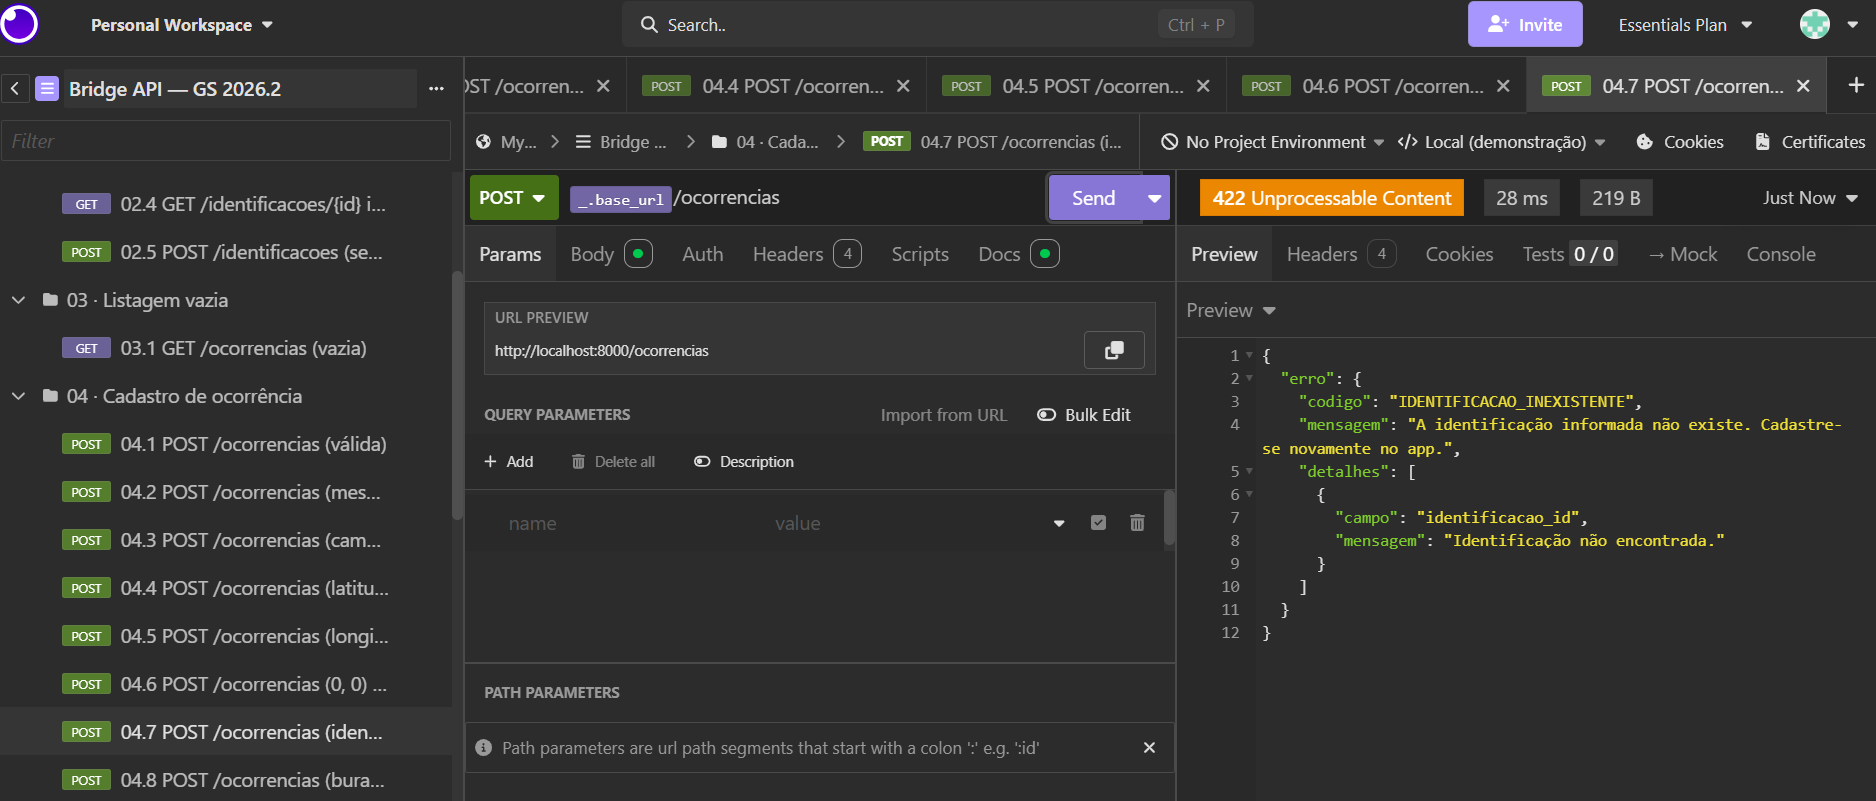 Personal Workspace
Search..
Ctrl + P
Invite
Essentials Plan
Bridge API — GS 2026.2
Filter
GET 02.4 GET /identificacoes/{id} i...
POST 02.5 POST /identificacoes (se...
03 · Listagem vazia
GET 03.1 GET /ocorrencias (vazia)
04 · Cadastro de ocorrência
POST 04.1 POST /ocorrencias (válida)
POST 04.2 POST /ocorrencias (mes...
POST 04.3 POST /ocorrencias (cam...
POST 04.4 POST /ocorrencias (latitu...
POST 04.5 POST /ocorrencias (longi...
POST 04.6 POST /ocorrencias (0, 0) ...
POST 04.7 POST /ocorrencias (iden...
POST 04.8 POST /ocorrencias (bura...
OST /ocorren...
POST 04.4 POST /ocorren...
POST 04.5 POST /ocorren...
POST 04.6 POST /ocorren...
POST 04.7 POST /ocorren...
My... Bridge ... 04 · Cada... POST 04.7 POST /ocorrencias (i...
No Project Environment
</> Local (demonstração)
Cookies
Certificates
POST _.base_url /ocorrencias
Send
Params Body Auth Headers 4 Scripts Docs
URL PREVIEW
http://localhost:8000/ocorrencias
QUERY PARAMETERS
Import from URL
Bulk Edit
+ Add
Delete all
Description
name value
PATH PARAMETERS
Path parameters are url path segments that start with a colon ':' e.g. ':id'
422 Unprocessable Content
28 ms
219 B
Just Now
Preview Headers 4 Cookies Tests 0 / 0 → Mock Console
Preview
1 {
2 "erro": {
3 "codigo": "IDENTIFICACAO_INEXISTENTE",
4 "mensagem": "A identificação informada não existe. Cadastre-
se novamente no app.",
5 "detalhes": [
6 {
7 "campo": "identificacao_id",
8 "mensagem": "Identificação não encontrada."
9 }
10 ]
11 }
12 }